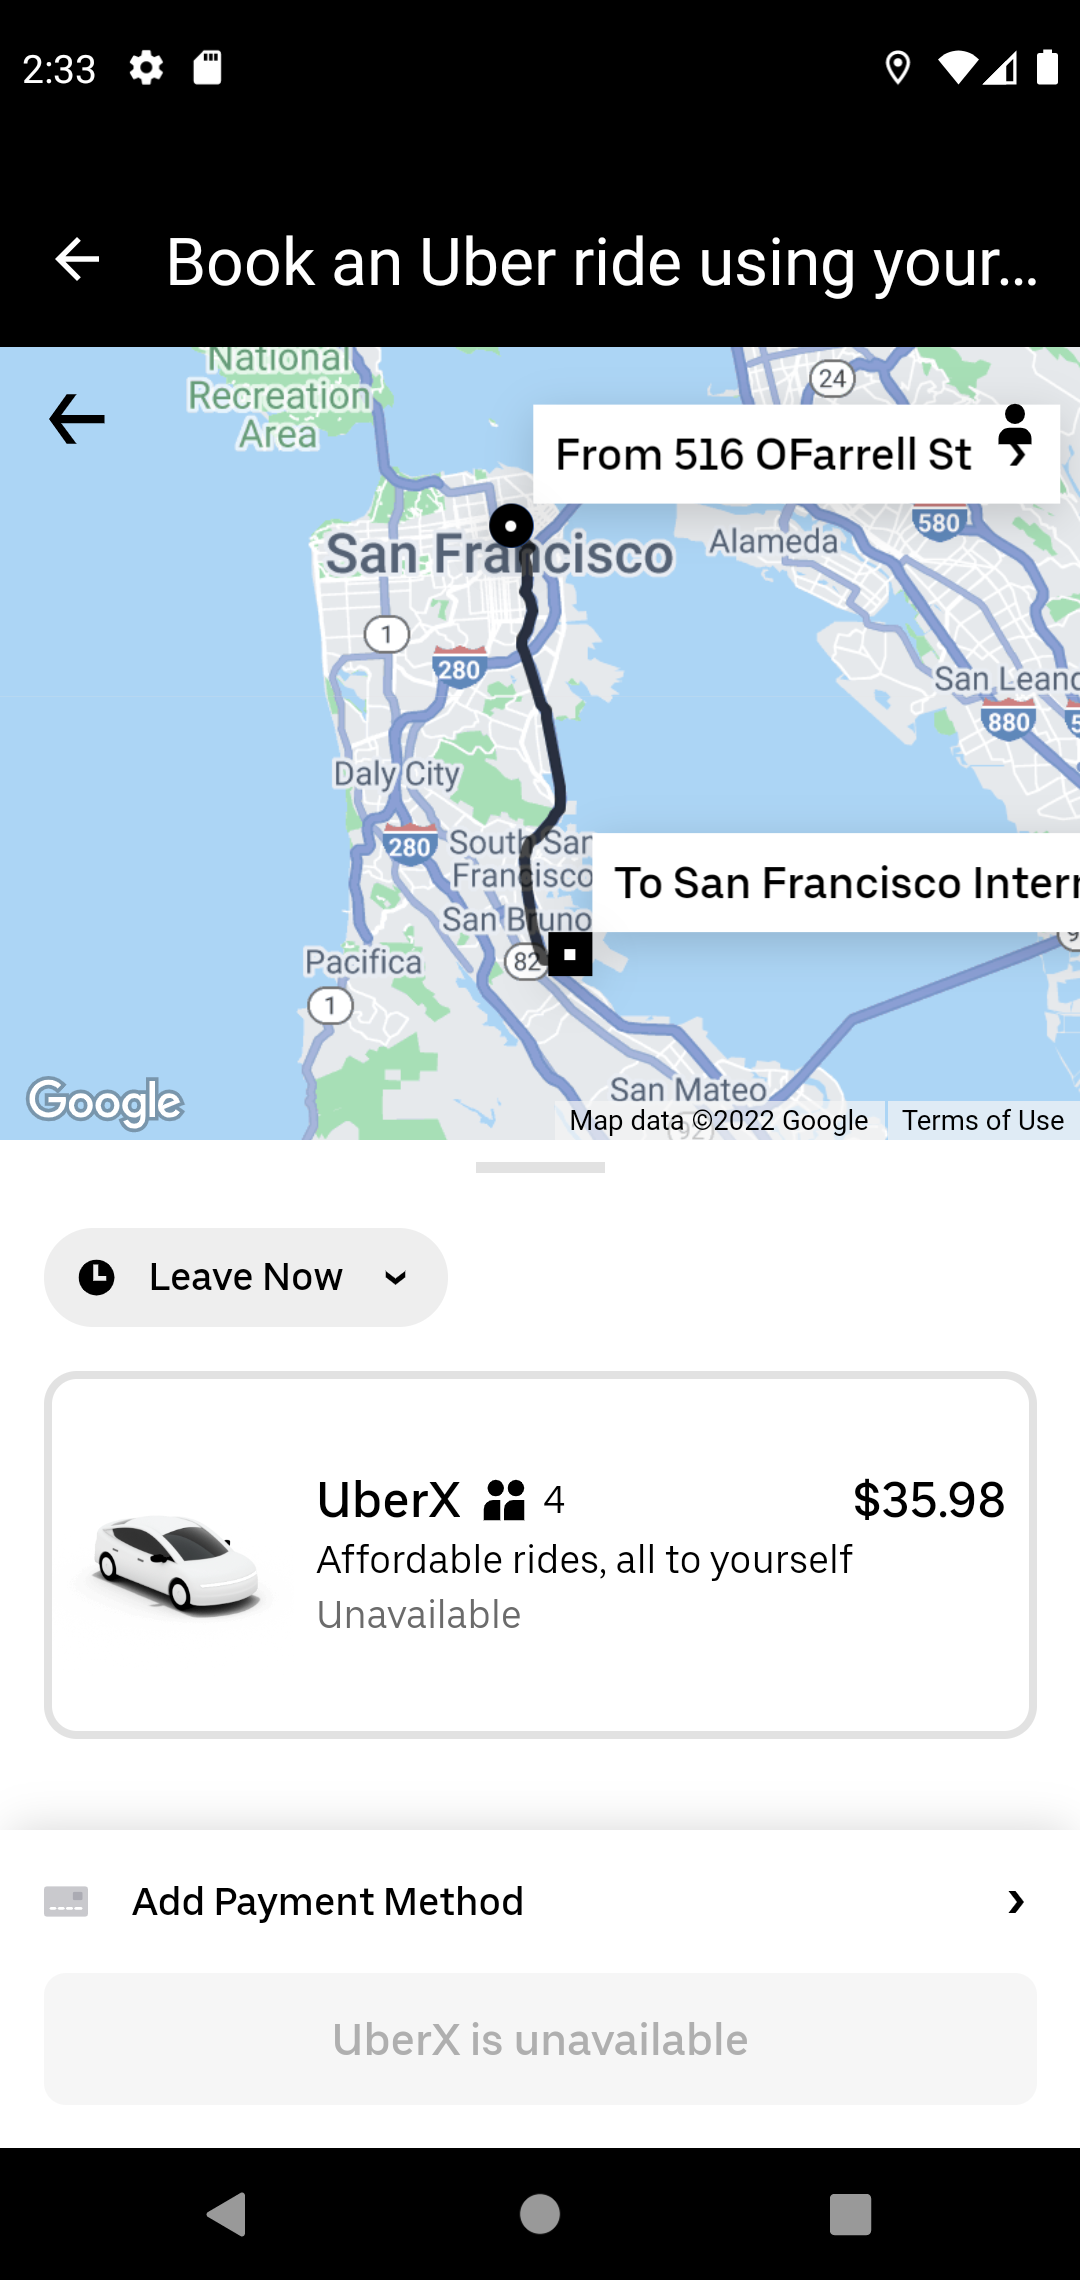 2:33
Book an Uber ride using your...
National
Recreation
Area
24
From 516 OFarrell St
580
San Francisco
Alameda
1
280
San Leand
880
Daly City
280
South San
Francisco
To San Francisco Intern
San Bruno
82
Pacifica
1
San Mateo
92
Google
Map data ©2022 Google
Terms of Use
Leave Now
UberX 4
$35.98
Affordable rides, all to yourself
Unavailable
Add Payment Method
UberX is unavailable